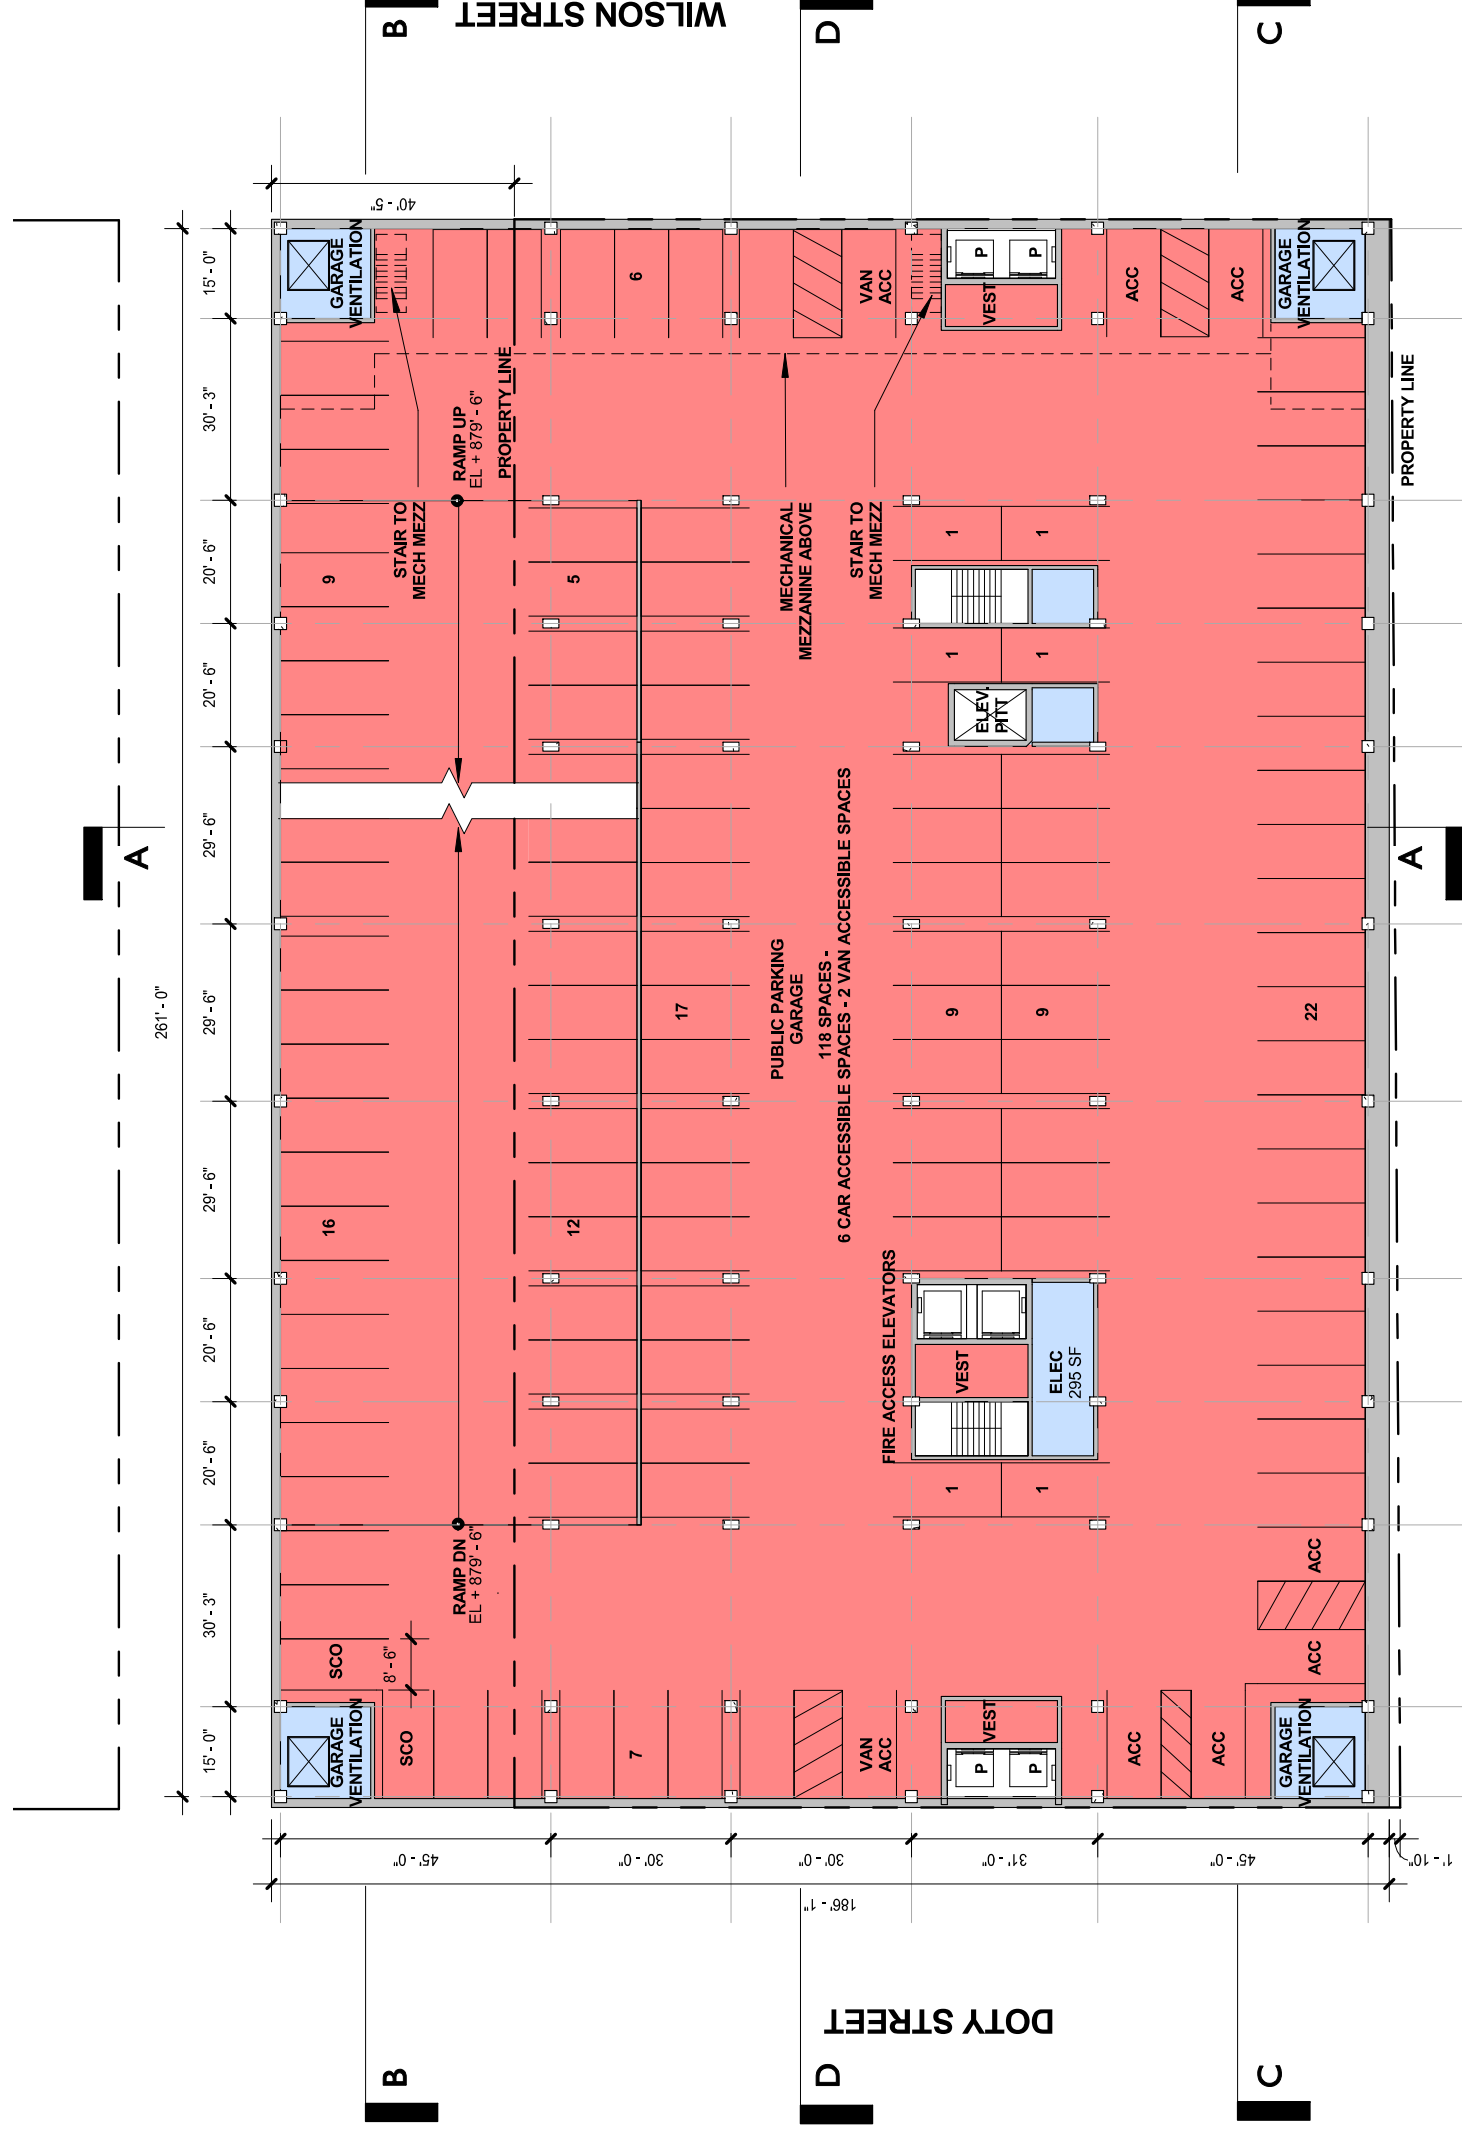 WILSON STREET
B
D
C
40' - 5"
15' - 0"
30' - 3"
20' - 6"
20' - 6"
29' - 6"
29' - 6"
29' - 6"
20' - 6"
20' - 6"
30' - 3"
15' - 0"
261' - 0"
A
A
GARAGE
VENTILATION
6
VAN
ACC
P
P
VEST
ACC
ACC
GARAGE
VENTILATION
RAMP UP
EL + 879' - 6"
PROPERTY LINE
PROPERTY LINE
STAIR TO
MECH MEZZ
MECHANICAL
MEZZANINE ABOVE
STAIR TO
MECH MEZZ
9
5
1
1
1
1
ELEV.
PITT
PUBLIC PARKING
GARAGE
118 SPACES -
6 CAR ACCESSIBLE SPACES - 2 VAN ACCESSIBLE SPACES
17
9
9
22
16
12
FIRE ACCESS ELEVATORS
VEST
ELEC
295 SF
1
1
RAMP DN
EL + 879' - 6"
SCO
8' - 6"
SCO
ACC
ACC
GARAGE
VENTILATION
7
VAN
ACC
VEST
P
P
ACC
ACC
GARAGE
VENTILATION
45' - 0"
30' - 0"
30' - 0"
31' - 0"
45' - 0"
1' - 10"
186' - 1"
DOTY STREET
B
D
C